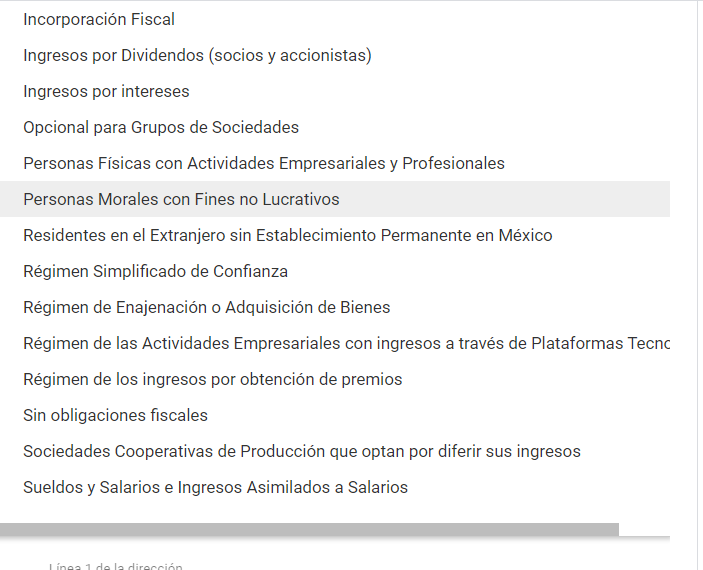 Incorporación Fiscal
Ingresos por Dividendos (socios y accionistas)
Ingresos por intereses
Opcional para Grupos de Sociedades
Personas Físicas con Actividades Empresariales y Profesionales
Personas Morales con Fines no Lucrativos
Residentes en el Extranjero sin Establecimiento Permanente en México
Régimen Simplificado de Confianza
Régimen de Enajenación o Adquisición de Bienes
Régimen de las Actividades Empresariales con ingresos a través de Plataformas Tecno
Régimen de los ingresos por obtención de premios
Sin obligaciones fiscales
Sociedades Cooperativas de Producción que optan por diferir sus ingresos
Sueldos y Salarios e Ingresos Asimilados a Salarios
Línea 1 de la dirección